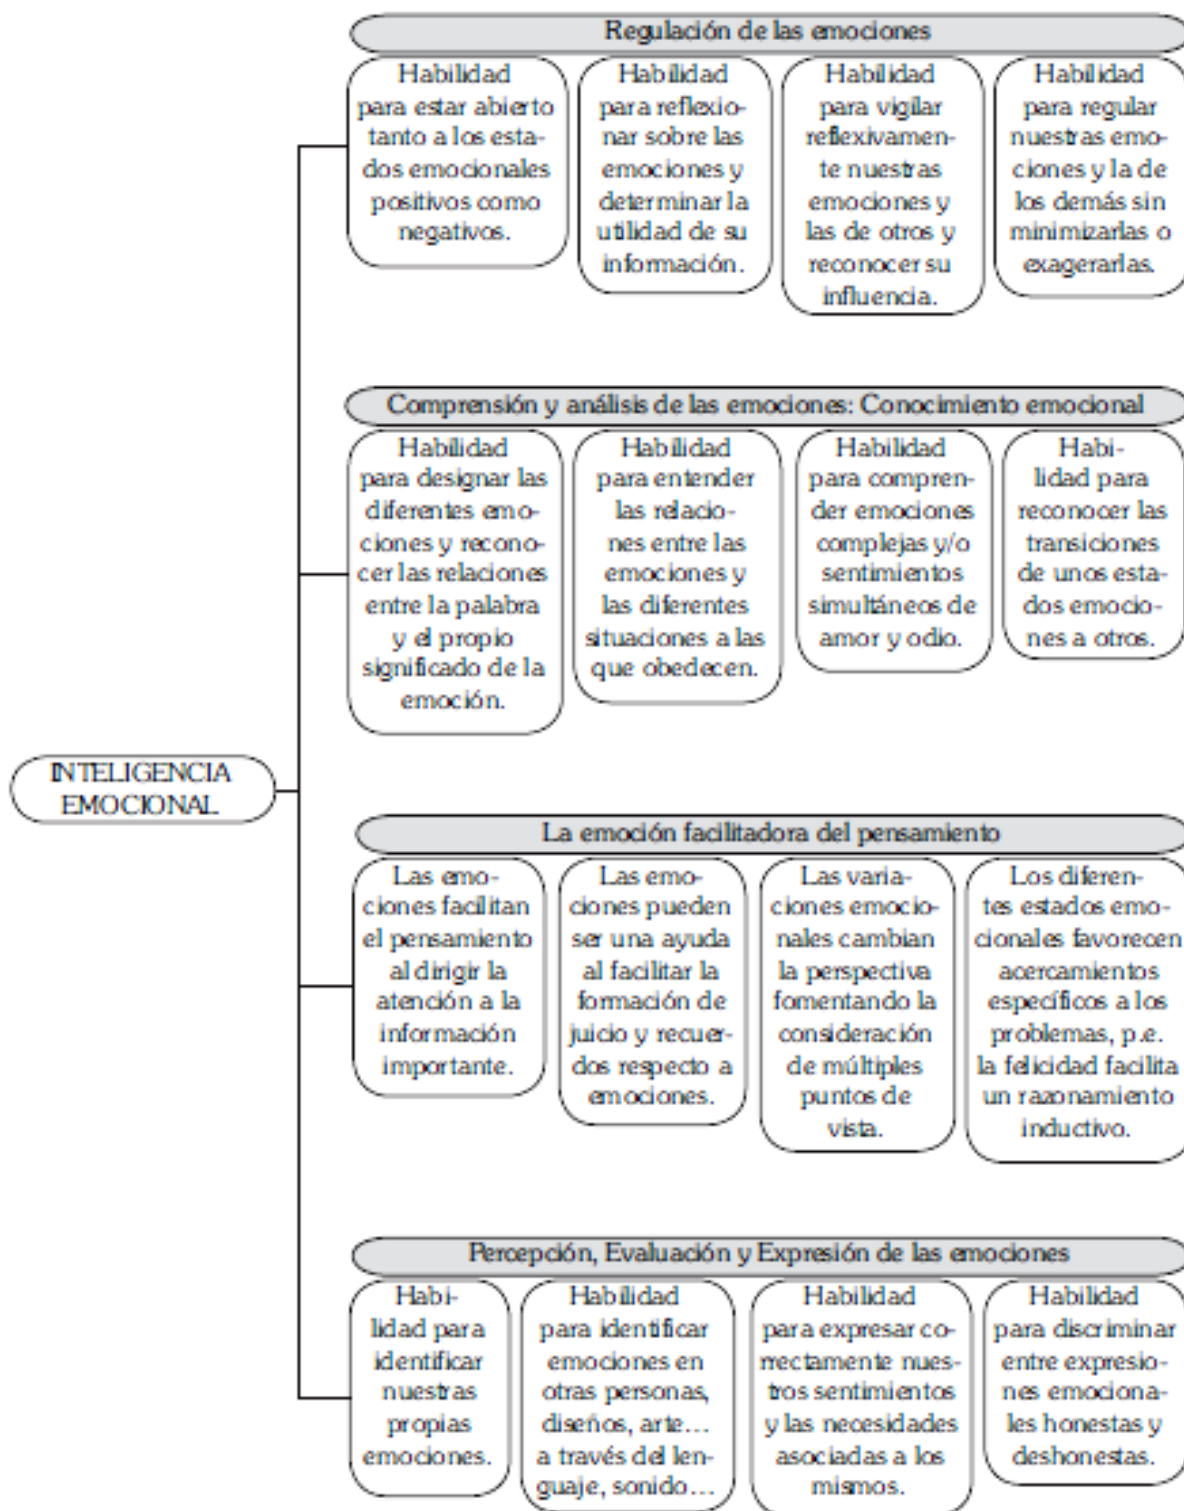 Regulación de las emociones
Habilidad
para estar abierto
tanto a los esta-
dos emocionales
positivos como
negativos.
Habilidad
para reflexio-
nar sobre las
emociones y
determinar la
utilidad de su
información.
Habilidad
para vigilar
reflexivamen-
te nuestras
emociones y
las de otros y
reconocer su
influencia.
Habilidad
para regular
nuestras emo-
ciones y la de
los demás sin
minimizarlas o
exagerarlas.
Comprensión y análisis de las emociones: Conocimiento emocional
Habilidad
para designar las
diferentes emo-
ciones y recono-
cer las relaciones
entre la palabra
y el propio
significado de la
emoción.
Habilidad
para entender
las relacio-
nes entre las
emociones y
las diferentes
situaciones a las
que obedecen.
Habilidad
para compren-
der emociones
complejas y/o
sentimientos
simultáneos de
amor y odio.
Habi-
lidad para
reconocer las
transiciones
de unos esta-
dos emocio-
nes a otros.
INTELIGENCIA
EMOCIONAL
La emoción facilitadora del pensamiento
Las emo-
ciones facilitan
el pensamiento
al dirigir la
atención a la
información
importante.
Las emo-
ciones pueden
ser una ayuda
al facilitar la
formación de
juicio y recuer-
dos respecto a
emociones.
Las varia-
ciones emocio-
nales cambian
la perspectiva
fomentando la
consideración
de múltiples
puntos de
vista.
Los diferen-
tes estados emo-
cionales favorecen
acercamientos
específicos a los
problemas, p.e.
la felicidad facilita
un razonamiento
inductivo.
Percepción, Evaluación y Expresión de las emociones
Habi-
lidad para
identificar
nuestras
propias
emociones.
Habilidad
para identificar
emociones en
otras personas,
diseños, arte…
a través del len-
guaje, sonido…
Habilidad
para expresar co-
rrectamente nues-
tros sentimientos
y las necesidades
asociadas a los
mismos.
Habilidad
para discriminar
entre expresio-
nes emociona-
les honestas y
deshonestas.